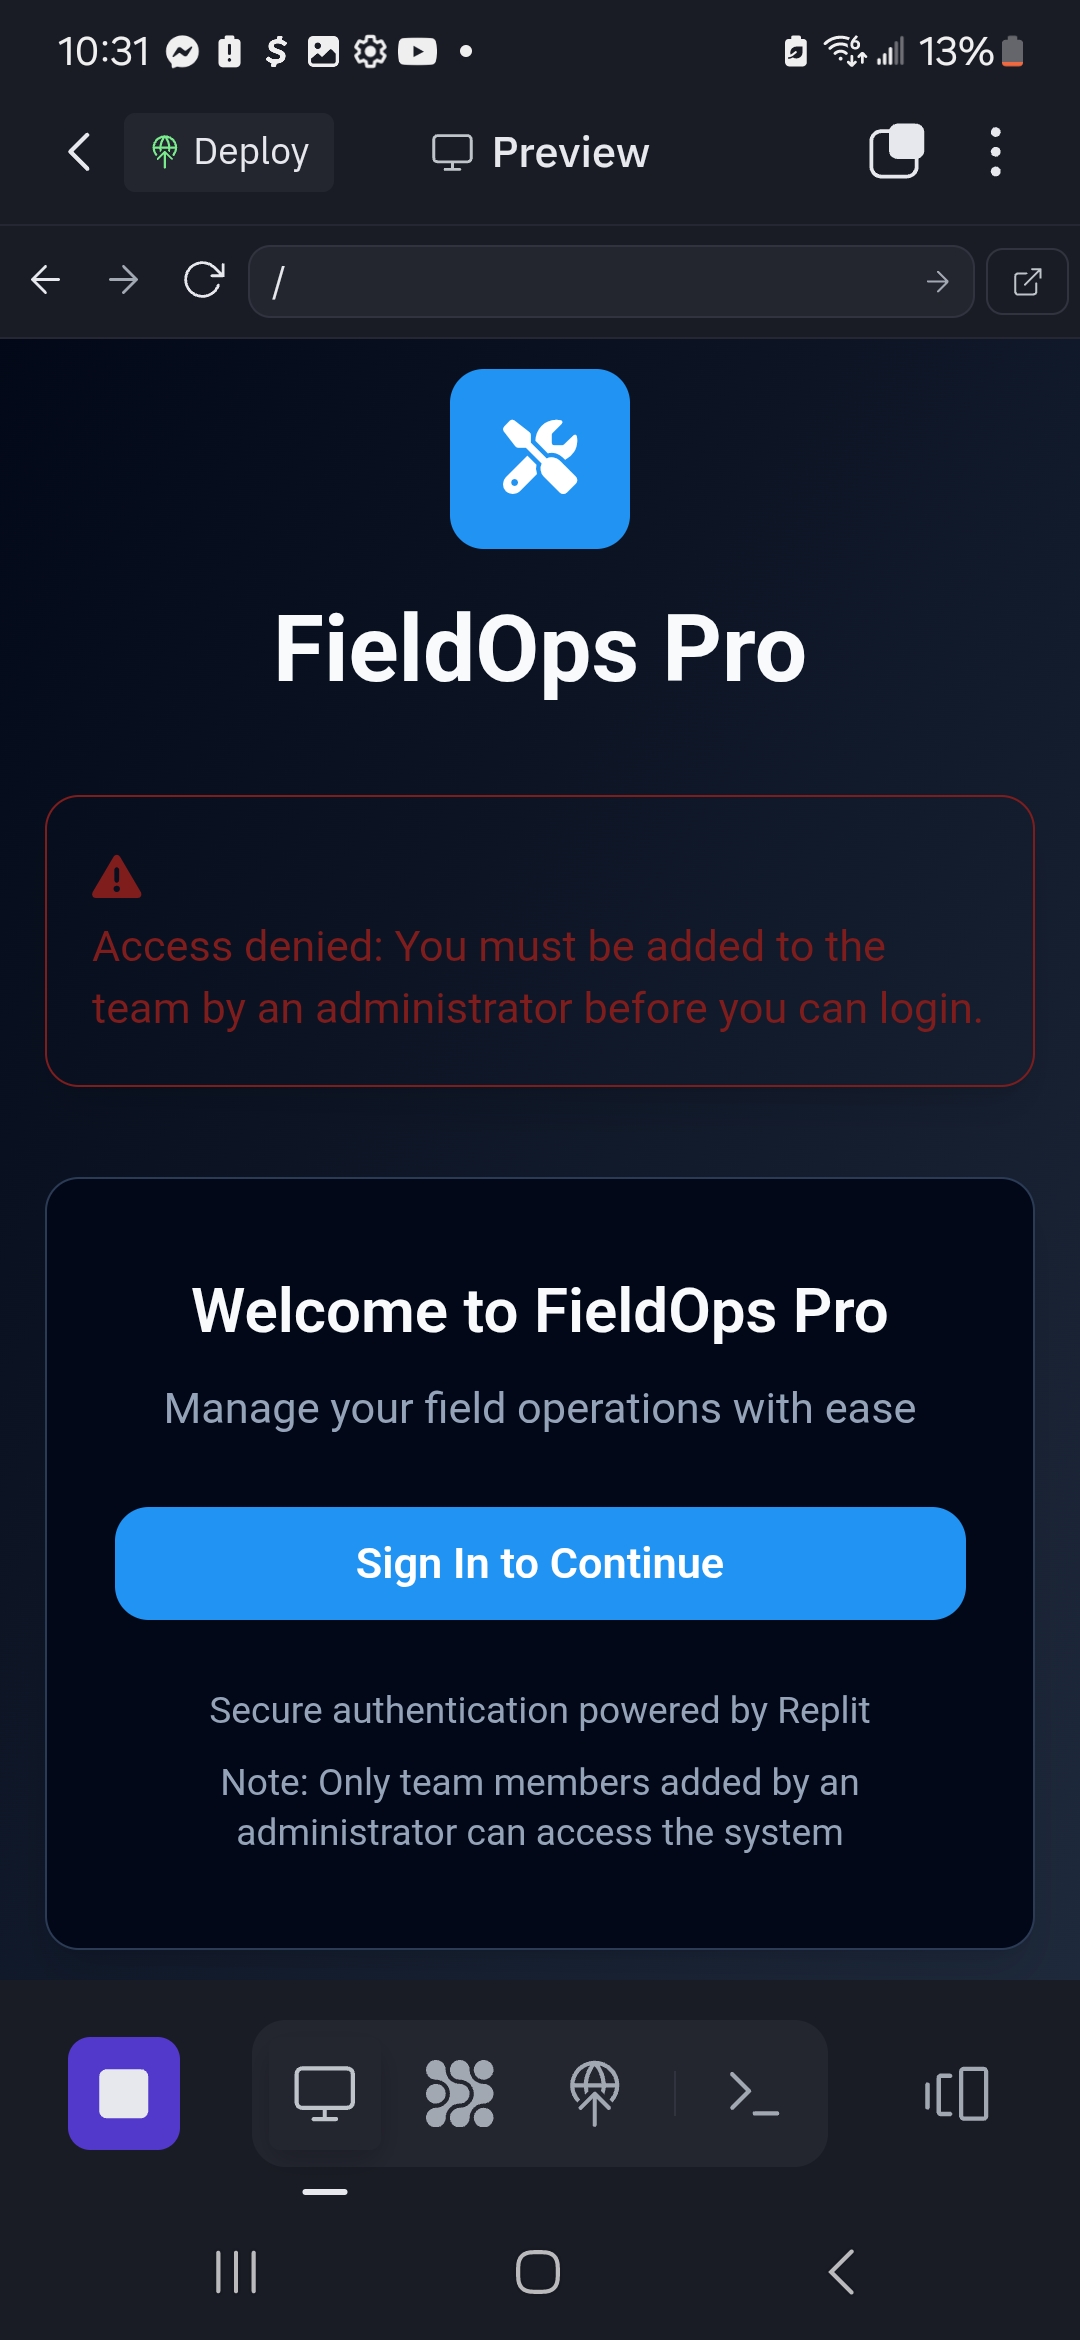 10:31 13%
Deploy Preview
/
FieldOps Pro
Access denied: You must be added to the
team by an administrator before you can login.
Welcome to FieldOps Pro
Manage your field operations with ease
Sign In to Continue
Secure authentication powered by Replit
Note: Only team members added by an
administrator can access the system